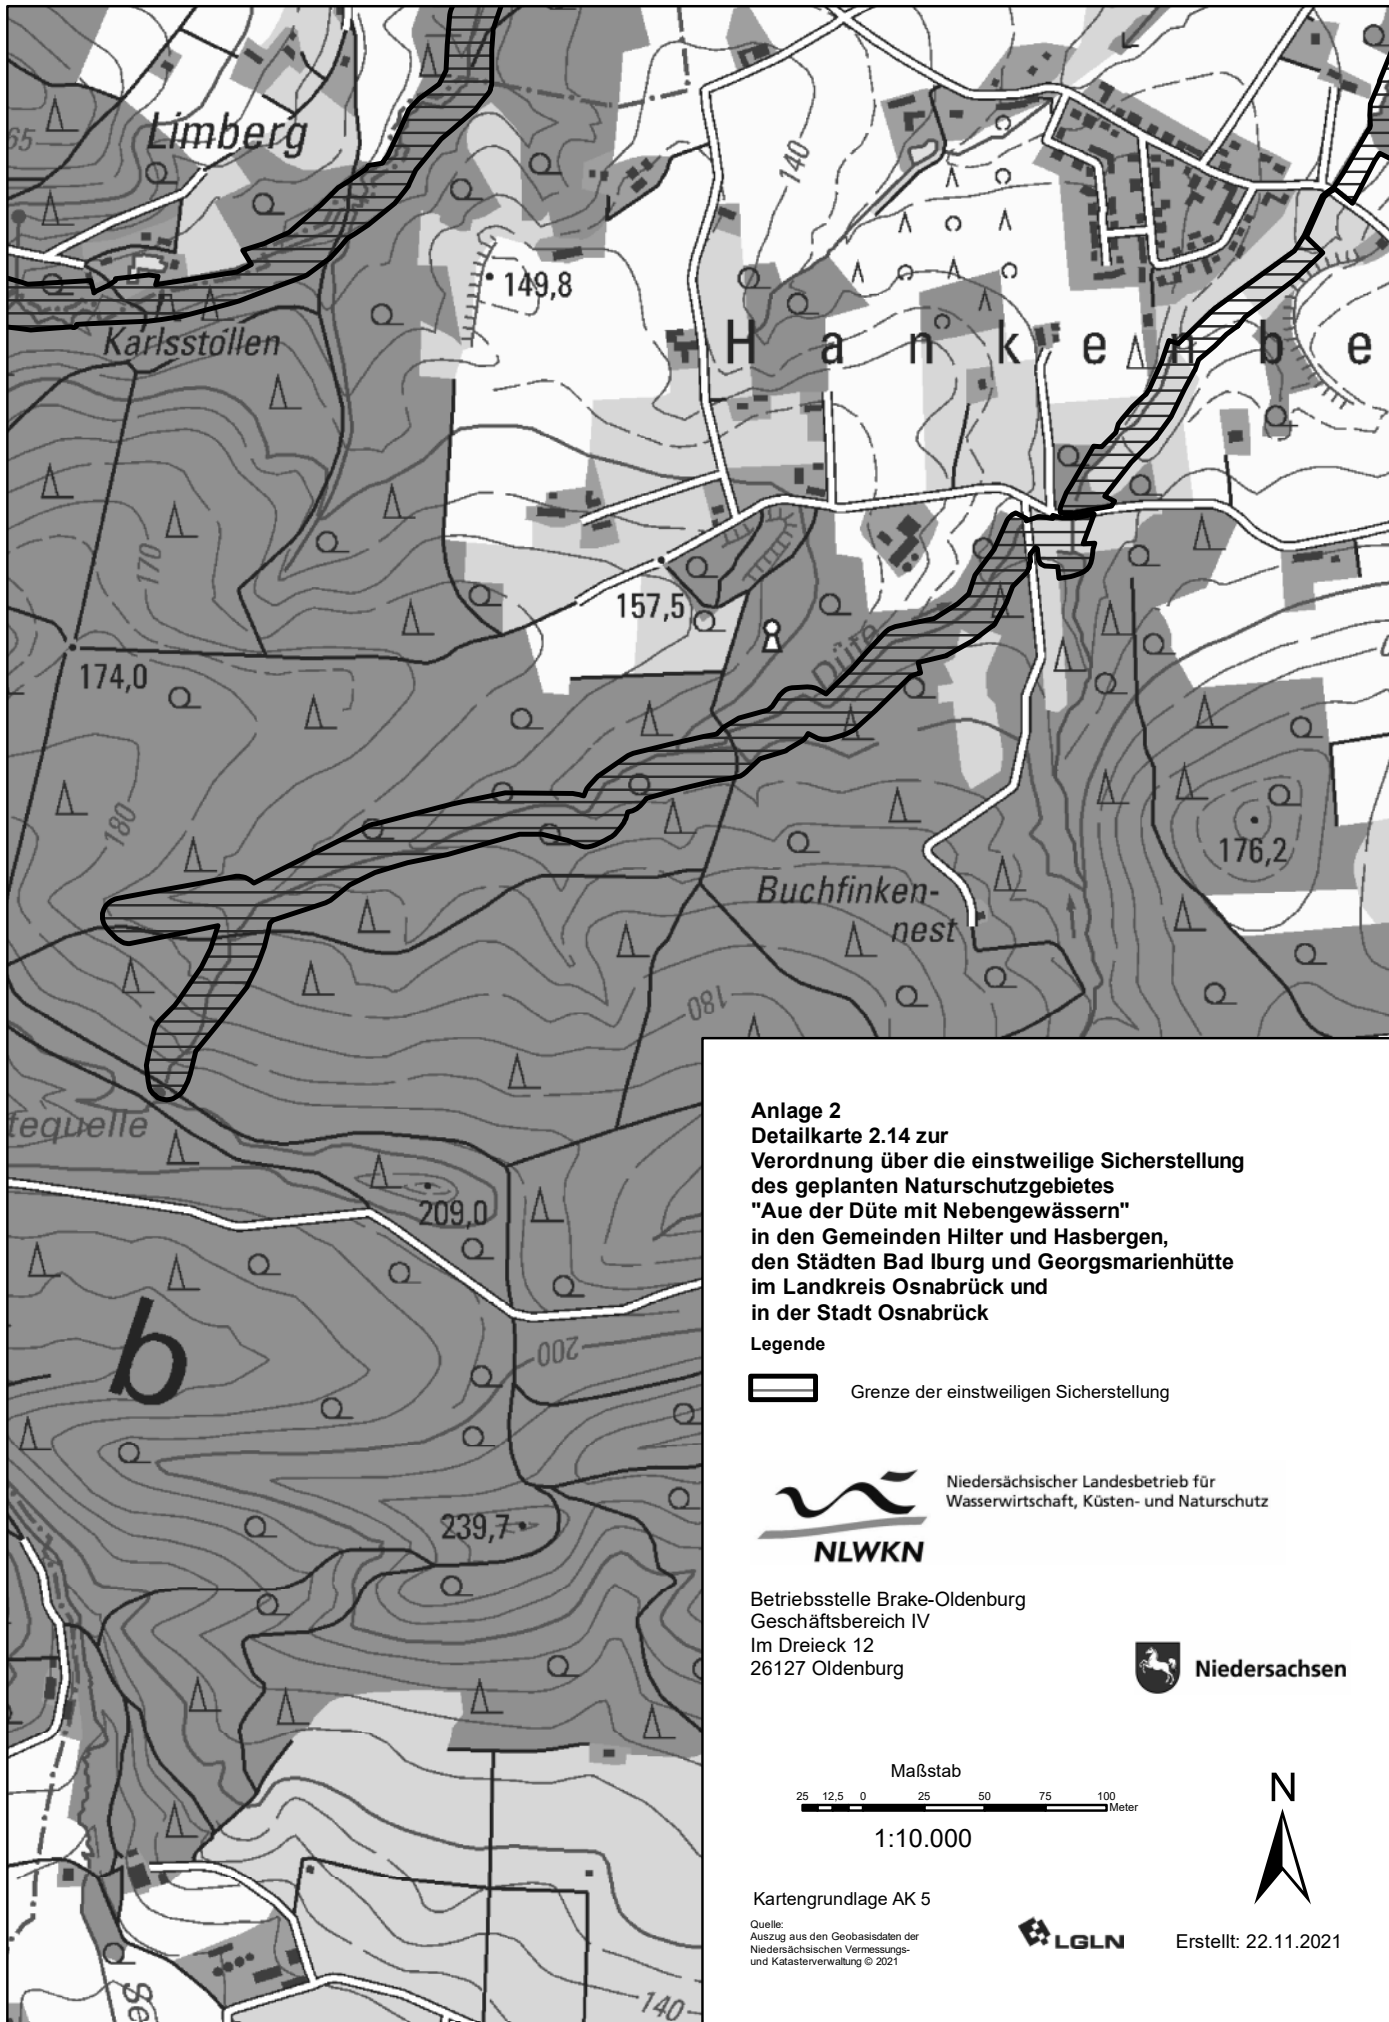 65
Limberg
140
149,8
Karlsstollen
H a n k e n b e
170
157,5
Düte
174,0
180
176,2
Buchfinken-
nest
180
tequelle
209,0
200
b
239,7
Se
140
Anlage 2
Detailkarte 2.14 zur
Verordnung über die einstweilige Sicherstellung
des geplanten Naturschutzgebietes
"Aue der Düte mit Nebengewässern"
in den Gemeinden Hilter und Hasbergen,
den Städten Bad Iburg und Georgsmarienhütte
im Landkreis Osnabrück und
in der Stadt Osnabrück
Legende
Grenze der einstweiligen Sicherstellung
Niedersächsischer Landesbetrieb für
Wasserwirtschaft, Küsten- und Naturschutz
NLWKN
Betriebsstelle Brake-Oldenburg
Geschäftsbereich IV
Im Dreieck 12
26127 Oldenburg
Niedersachsen
Maßstab
25 12,5 0 25 50 75 100
Meter
1:10.000
N
Kartengrundlage AK 5
Quelle:
Auszug aus den Geobasisdaten der
Niedersächsischen Vermessungs-
und Katasterverwaltung © 2021
LGLN
Erstellt: 22.11.2021